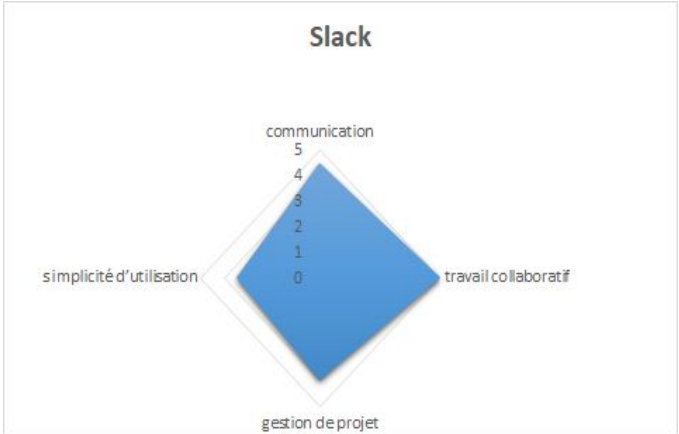 Slack
communication
5
4
3
2
1
0
simplicité d'utilisation
travail collaboratif
gestion de projet